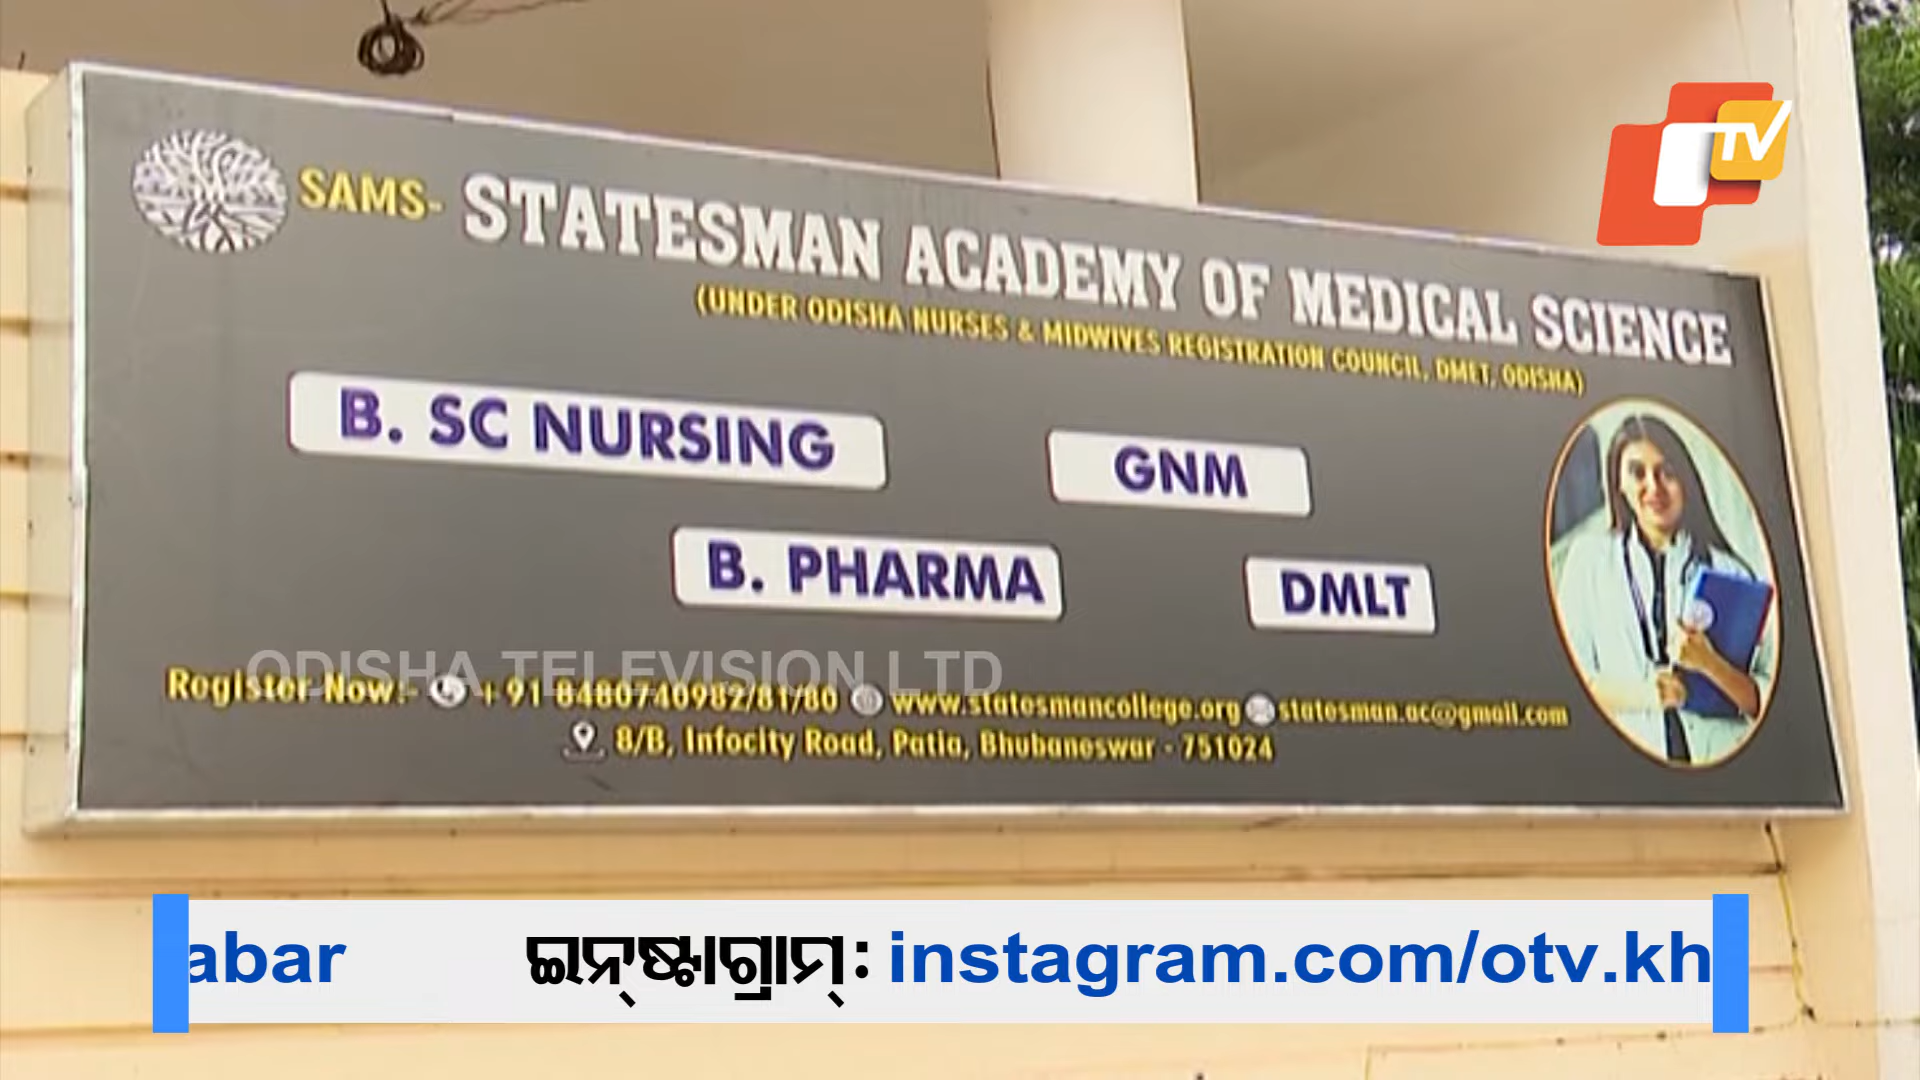 TV
SAMS- STATESMAN ACADEMY OF MEDICAL SCIENCE
(UNDER ODISHA NURSES & MIDWIVES REGISTRATION COUNCIL, DMET, ODISHA)
B. SC NURSING
GNM
B. PHARMA
DMLT
ODISHA TELEVISION LTD
Register Now:- +91 8480740982/81/80 www.statesmancollege.org statesman.ac@gmail.com
8/B, Infocity Road, Patia, Bhubaneswar - 751024
abar ଇନ୍‌ଷ୍ଟାଗ୍ରାମ୍: instagram.com/otv.kh